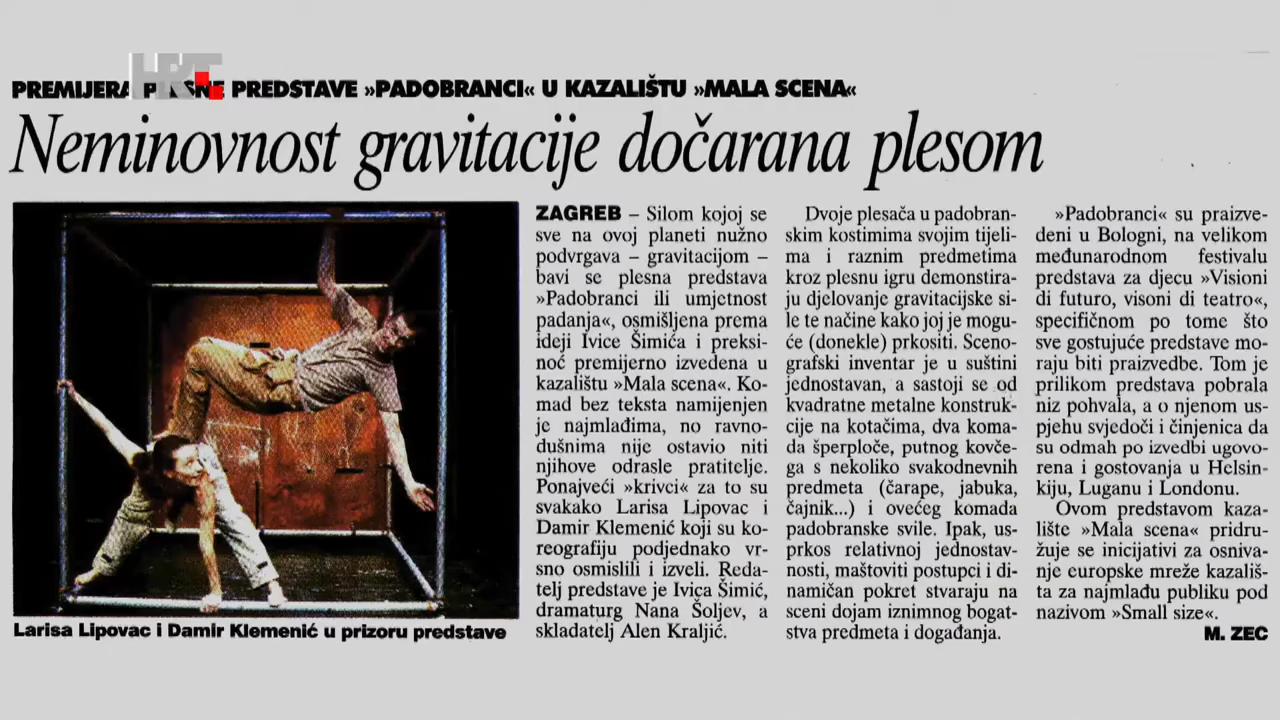 HRT
PREMIJERA PLESNE PREDSTAVE »PADOBRANCI« U KAZALIŠTU »MALA SCENA«
Neminovnost gravitacije dočarana plesom
ZAGREB – Silom kojoj se
sve na ovoj planeti nužno
podvrgava – gravitacijom –
bavi se plesna predstava
»Padobranci ili umjetnost
padanja«, osmišljena prema
ideji Ivice Šimića i preksi-
noć premijerno izvedena u
kazalištu »Mala scena«. Ko-
mad bez teksta namijenjen
je najmlađima, no ravno-
dušnima nije ostavio niti
njihove odrasle pratitelje.
Ponajveći »krivci« za to su
svakako Larisa Lipovac i
Damir Klemenić koji su ko-
reografiju podjednako vr-
sno osmislili i izveli. Reda-
telj predstave je Ivica Šimić,
dramaturg Nana Šoljev, a
skladatelj Alen Kraljić.
Dvoje plesača u padobran-
skim kostimima svojim tijeli-
ma i raznim predmetima
kroz plesnu igru demonstrira-
ju djelovanje gravitacijske si-
le te načine kako joj je mogu-
će (donekle) prkositi. Sceno-
grafski inventar je u suštini
jednostavan, a sastoji se od
kvadratne metalne konstruk-
cije na kotačima, dva koma-
da šperploče, putnog kovče-
ga s nekoliko svakodnevnih
predmeta (čarape, jabuka,
čajnik...) i ovećeg komada
padobranske svile. Ipak, us-
prkos relativnoj jednostav-
nosti, maštoviti postupci i di-
namičan pokret stvaraju na
sceni dojam iznimnog bogat-
stva predmeta i događanja.
»Padobranci« su praizve-
deni u Bologni, na velikom
međunarodnom festivalu
predstava za djecu »Visioni
di futuro, visoni di teatro«,
specifičnom po tome što
sve gostujuće predstave mo-
raju biti praizvedbe. Tom je
prilikom predstava pobrala
niz pohvala, a o njenom us-
pjehu svjedoči i činjenica da
su odmah po izvedbi ugovo-
rena i gostovanja u Helsin-
kiju, Luganu i Londonu.
Ovom predstavom kaza-
lište »Mala scena« pridru-
žuje se inicijativi za osniva-
nje europske mreže kazališ-
ta za najmlađu publiku pod
nazivom »Small size«.
M. ZEC
Larisa Lipovac i Damir Klemenić u prizoru predstave